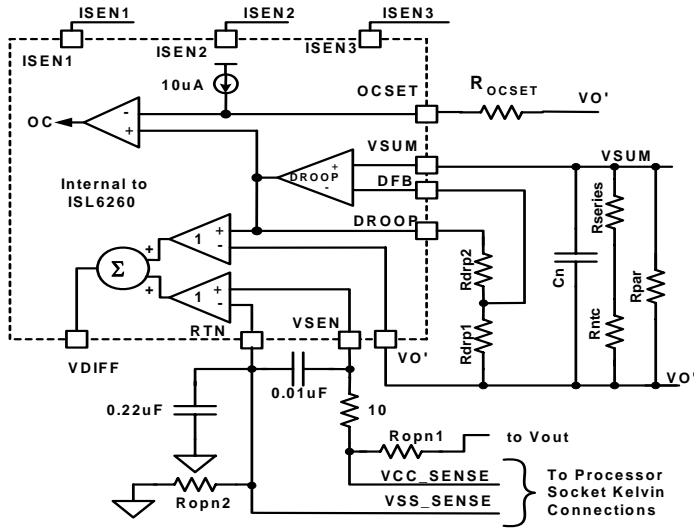 ISEN1
ISEN2
ISEN3
ISEN1
ISEN2
ISEN3
10uA
OCSET
R OCSET
VO'
OC
-
+
VSUM
VSUM
Internal to
ISL6260
DROOP
+
-
DFB
DROOP
Rseries
Cn
Rpar
Rdrp2
Rntc
Rdrp1
1
+
-
Σ
+
+
1
+
-
RTN
VSEN
VDIFF
VO'
VO'
0.01uF
0.22uF
10
Ropn1
to Vout
Ropn2
VCC_SENSE
VSS_SENSE
To Processor
Socket Kelvin
Connections